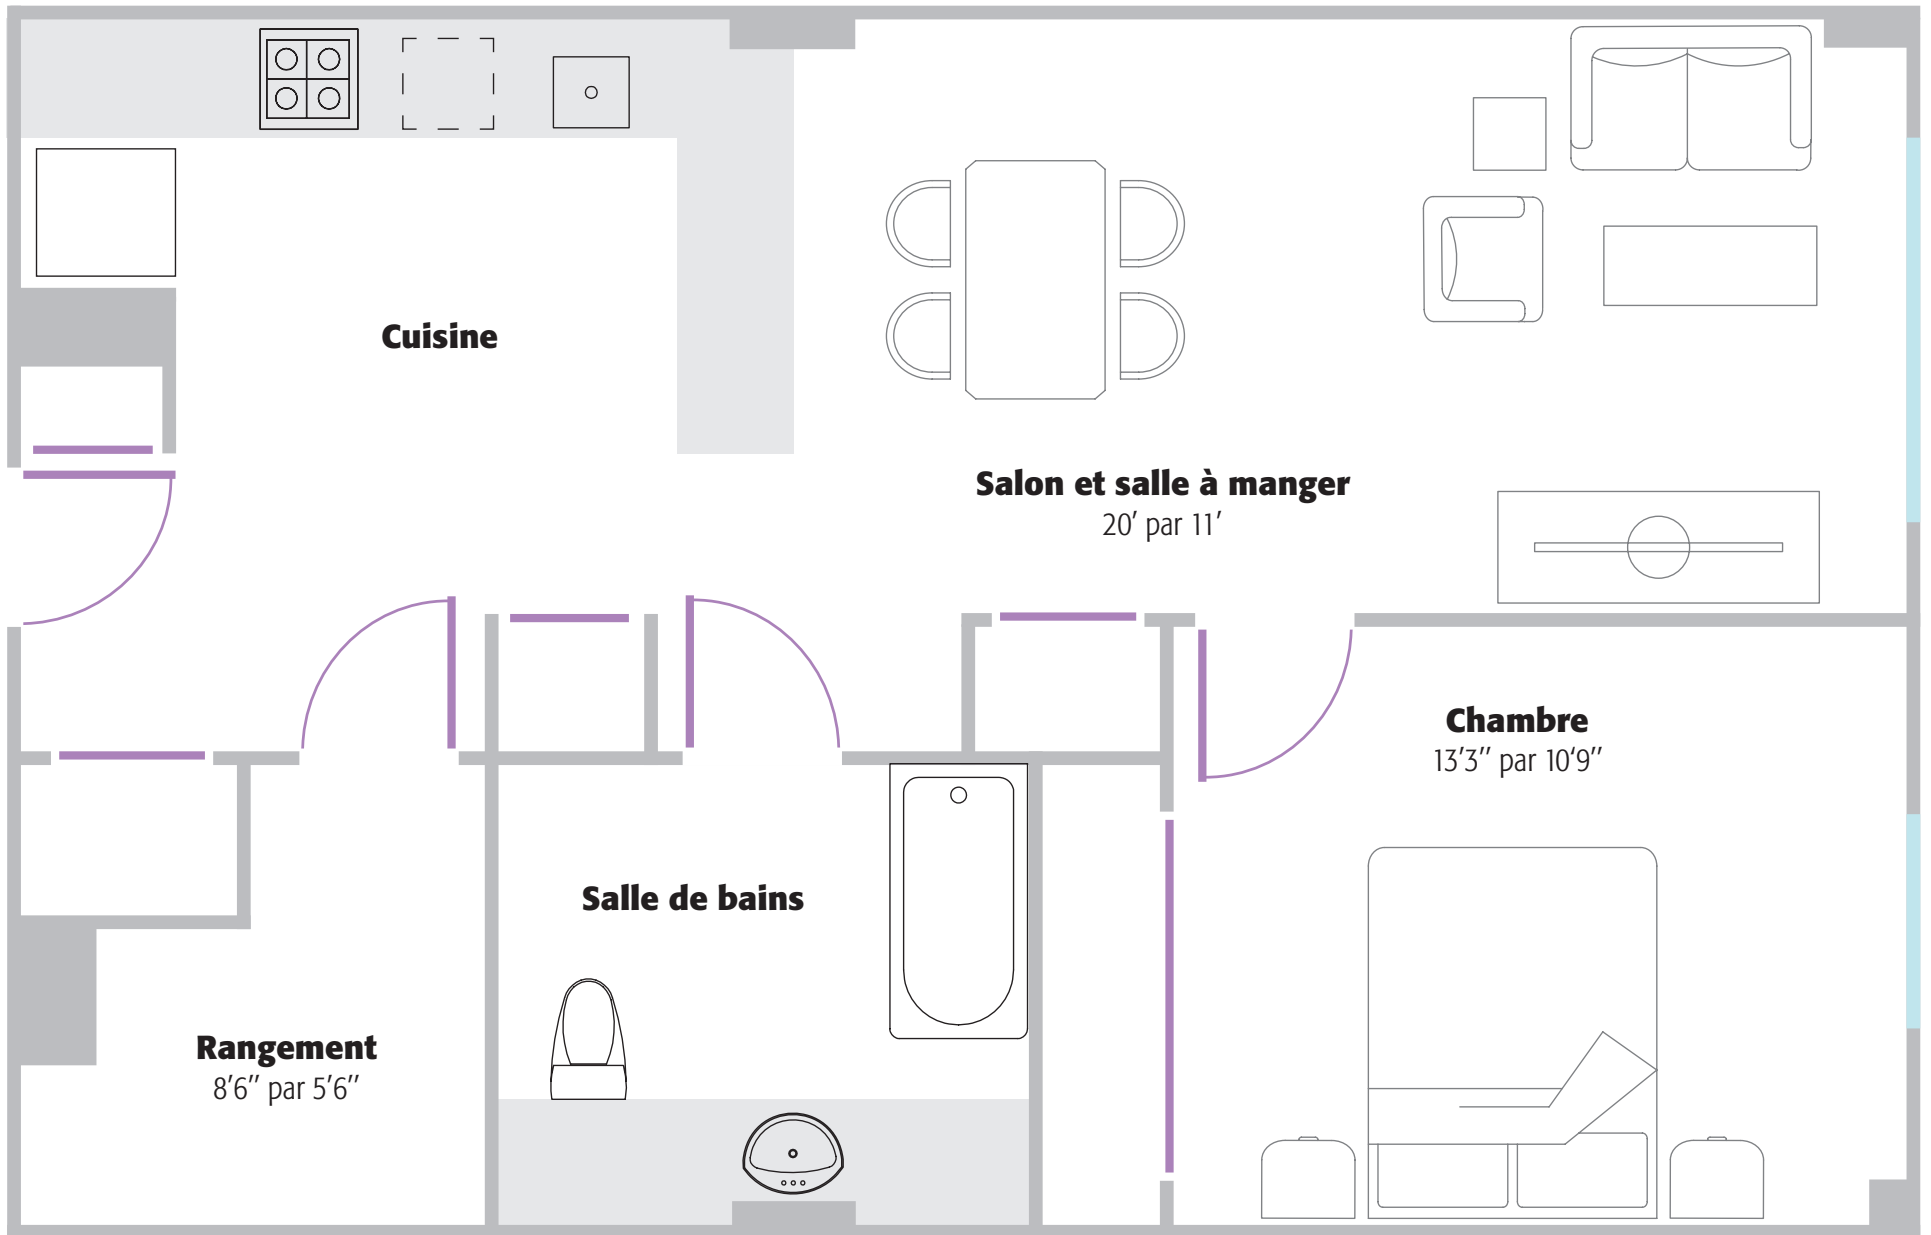 Cuisine
Salon et salle à manger
20’ par 11’
Chambre
13’3’’ par 10‘9’’
Salle de bains
Rangement
8’6’’ par 5’6’’